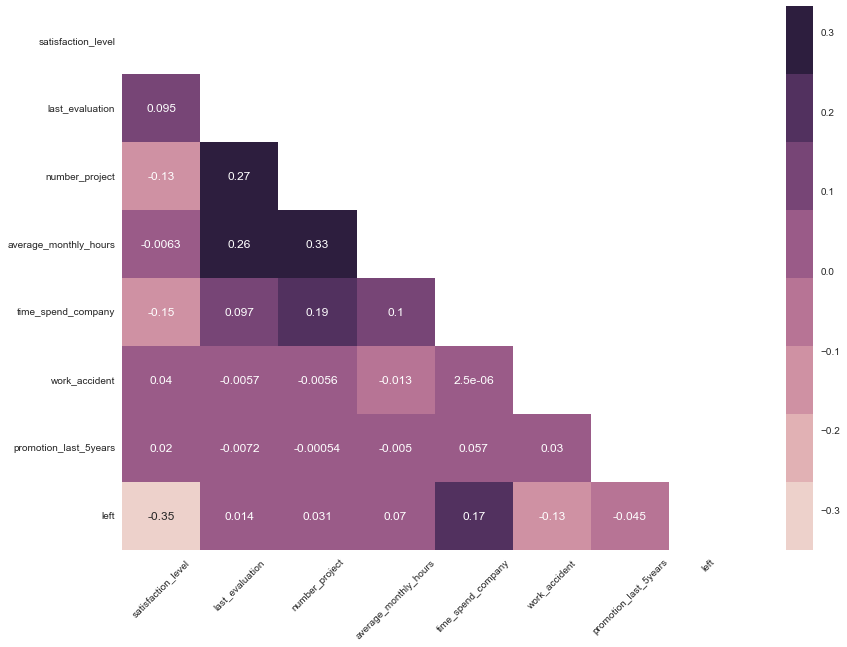 satisfaction_level
0.3
last_evaluation 0.095
0.2
number_project -0.13 0.27
0.1
average_monthly_hours -0.0063 0.26 0.33
0.0
time_spend_company -0.15 0.097 0.19 0.1
−0.1
work_accident 0.04 -0.0057 -0.0056 -0.013 2.5e-06
−0.2
promotion_last_5years 0.02 -0.0072 -0.00054 -0.005 0.057 0.03
−0.3
left -0.35 0.014 0.031 0.07 0.17 -0.13 -0.045
satisfaction_level last_evaluation number_project average_monthly_hours time_spend_company work_accident promotion_last_5years left